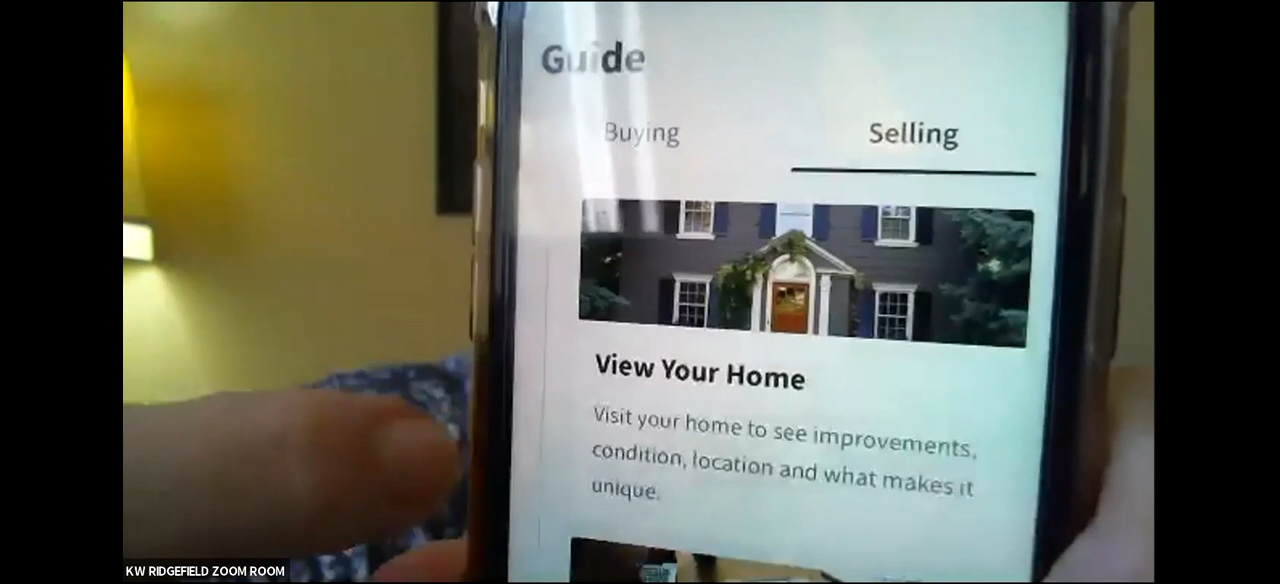 Guide
Buying
Selling
View Your Home
Visit your home to see improvements,
condition, location and what makes it
unique.
KW RIDGEFIELD ZOOM ROOM